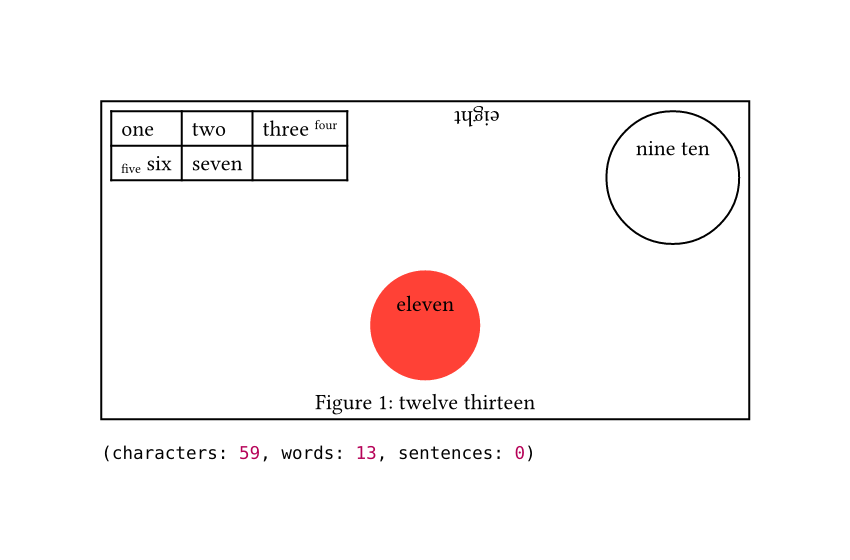 one two three four
five six seven
eight
nine ten
eleven
Figure 1: twelve thirteen
(characters: 59, words: 13, sentences: 0)